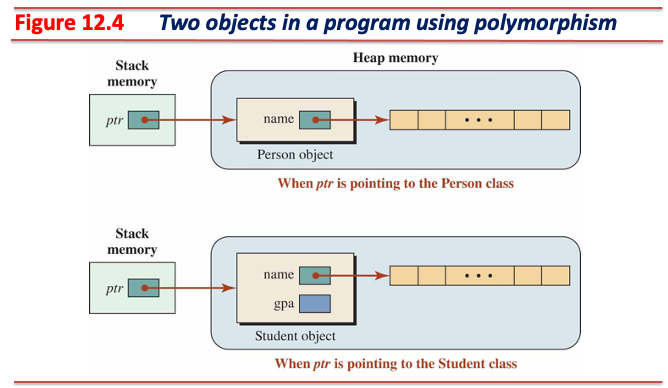 Figure 12.4 Two objects in a program using polymorphism
Stack
memory
Heap memory
ptr
name
• • •
Person object
When ptr is pointing to the Person class
Stack
memory
ptr
name
• • •
gpa
Student object
When ptr is pointing to the Student class